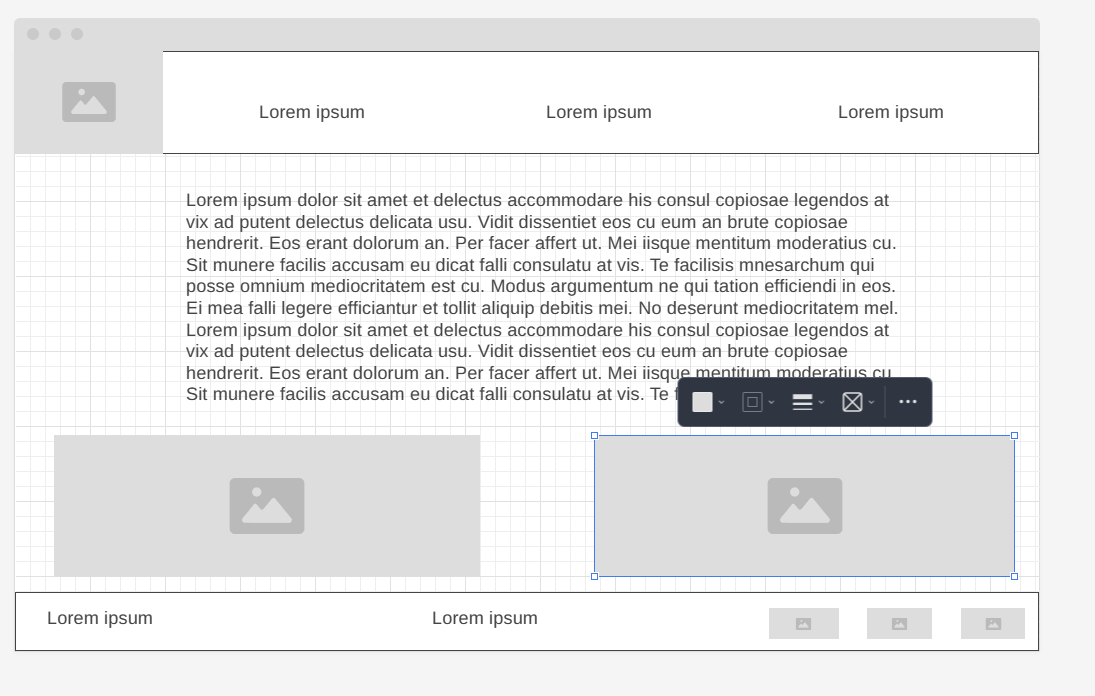 Lorem ipsum
Lorem ipsum
Lorem ipsum
Lorem ipsum dolor sit amet et delectus accommodare his consul copiosae legendos at
vix ad putent delectus delicata usu. Vidit dissentiet eos cu eum an brute copiosae
hendrerit. Eos erant dolorum an. Per facer affert ut. Mei iisque mentitum moderatius cu.
Sit munere facilis accusam eu dicat falli consulatu at vis. Te facilisis mnesarchum qui
posse omnium mediocritatem est cu. Modus argumentum ne qui tation efficiendi in eos.
Ei mea falli legere efficiantur et tollit aliquip debitis mei. No deserunt mediocritatem mel.
Lorem ipsum dolor sit amet et delectus accommodare his consul copiosae legendos at
vix ad putent delectus delicata usu. Vidit dissentiet eos cu eum an brute copiosae
hendrerit. Eos erant dolorum an. Per facer affert ut. Mei iisque mentitum moderatius cu
Sit munere facilis accusam eu dicat falli consulatu at vis. Te
Lorem ipsum
Lorem ipsum